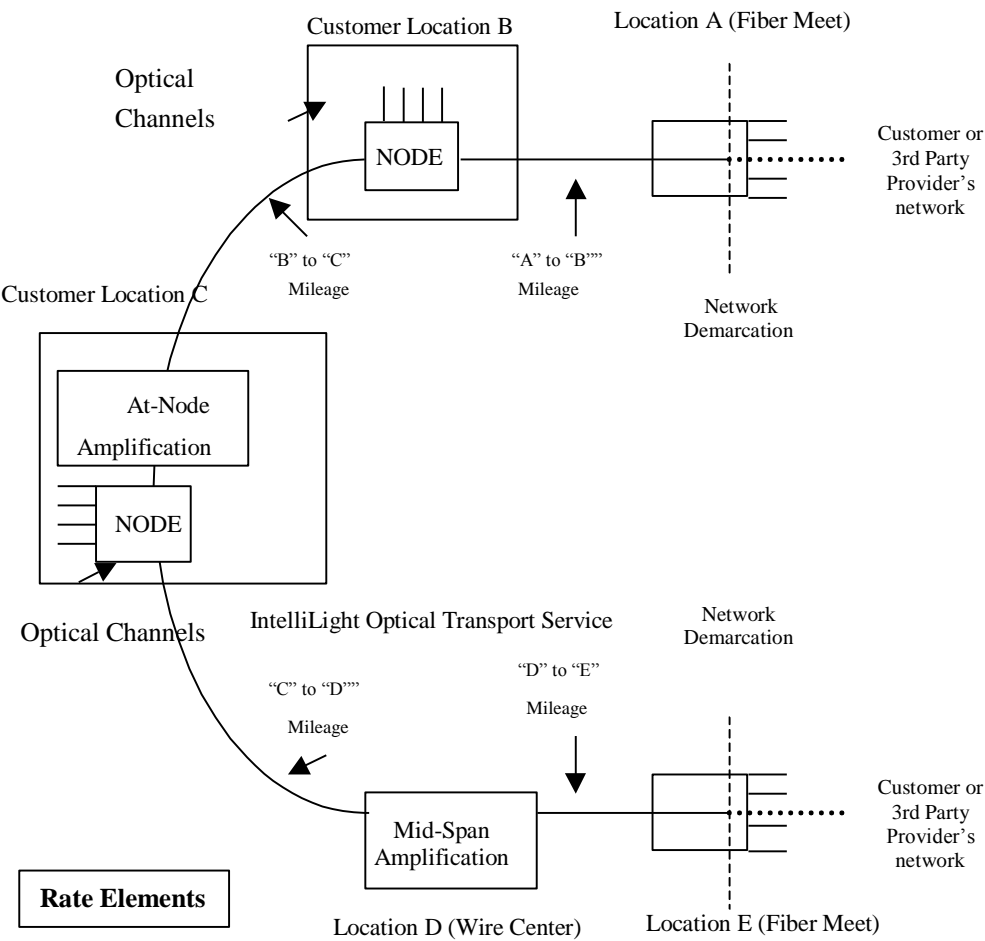 Customer Location B
Location A (Fiber Meet)
Optical
Channels
NODE
Customer or
3rd Party
Provider's
network
“B” to “C”
Mileage
“A” to “B””
Mileage
Network
Demarcation
Customer Location C
At-Node
Amplification
NODE
Optical Channels
IntelliLight Optical Transport Service
Network
Demarcation
“C” to “D””
Mileage
“D” to “E”
Mileage
Mid-Span
Amplification
Customer or
3rd Party
Provider's
network
Rate Elements
Location D (Wire Center)
Location E (Fiber Meet)